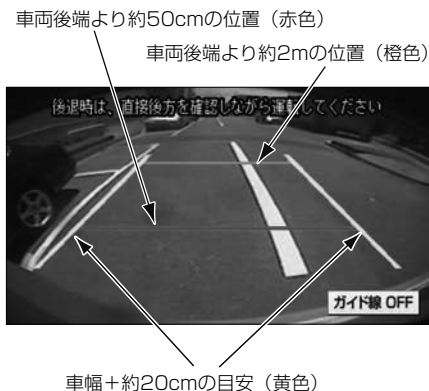 車両後端より約50cmの位置（赤色）
車両後端より約2mの位置（橙色）
後退時は、直接後方を確認しながら運転してください
ガイド線 OFF
車幅＋約20cmの目安（黄色）